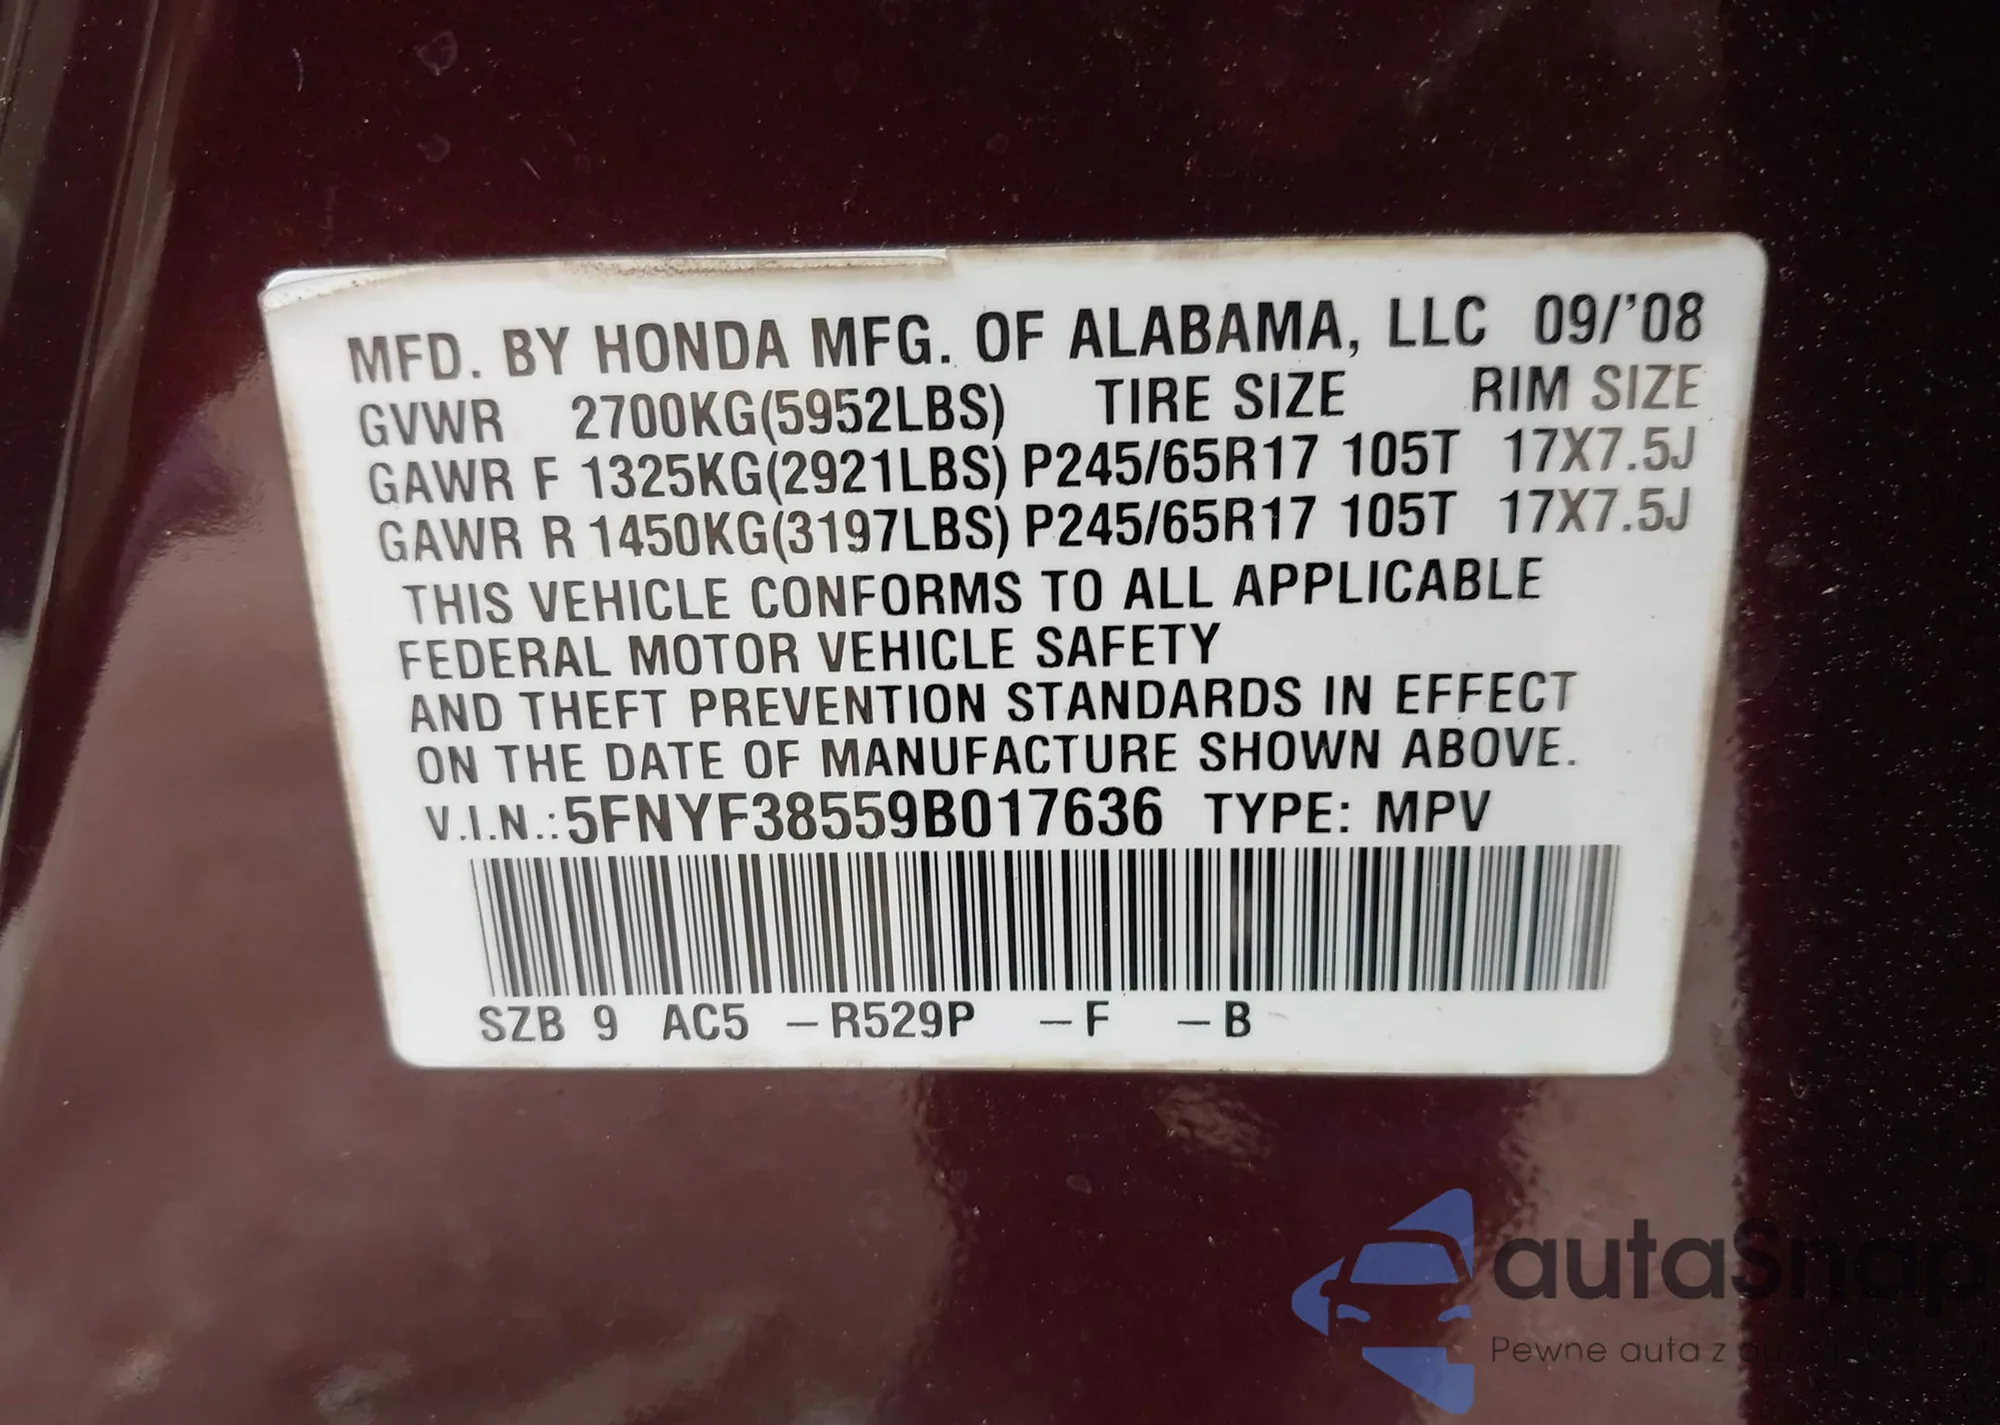 MFD. BY HONDA MFG. OF ALABAMA, LLC 09/'08
GVWR 2700KG(5952LBS) TIRE SIZE RIM SIZE
GAWR F 1325KG(2921LBS) P245/65R17 105T 17X7.5J
GAWR R 1450KG(3197LBS) P245/65R17 105T 17X7.5J
THIS VEHICLE CONFORMS TO ALL APPLICABLE
FEDERAL MOTOR VEHICLE SAFETY
AND THEFT PREVENTION STANDARDS IN EFFECT
ON THE DATE OF MANUFACTURE SHOWN ABOVE.
V.I.N.:5FNYF38559B017636 TYPE: MPV
SZB 9 AC5 –R529P –F –B
autaSnap
Pewne auta z